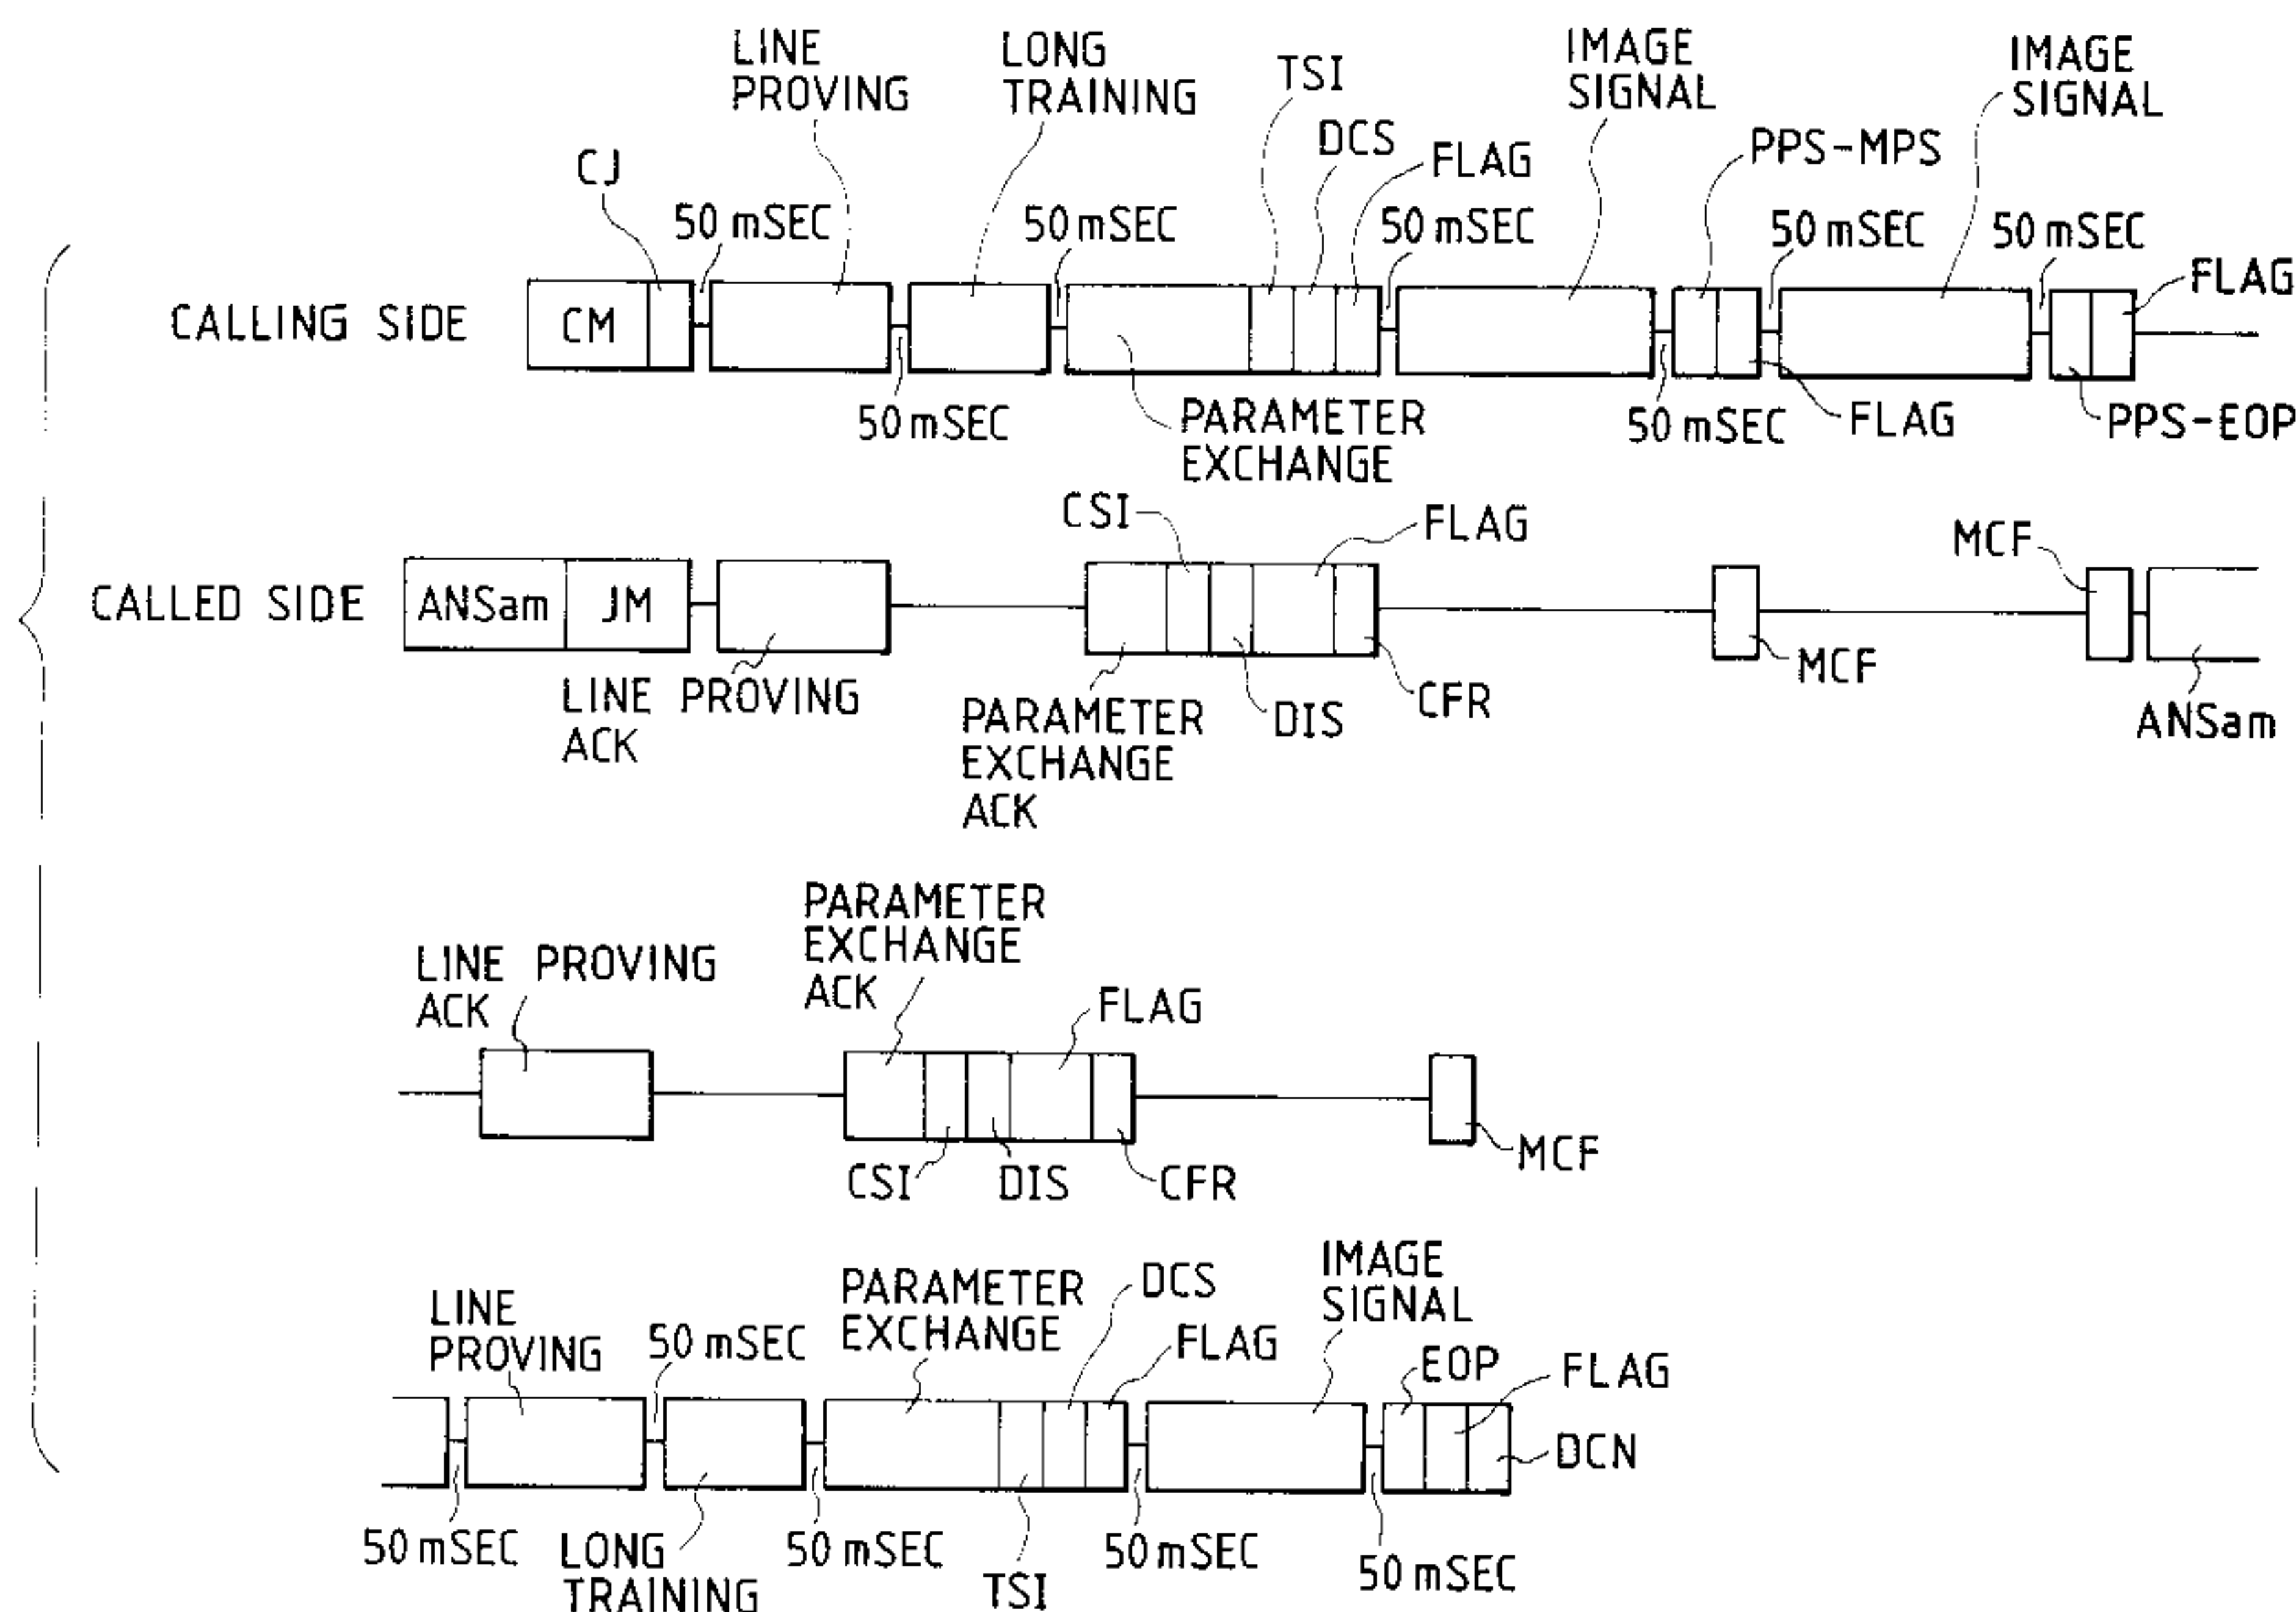 LINE
PROVING
LONG
TRAINING
TSI
IMAGE
SIGNAL
IMAGE
SIGNAL
CJ
DCS
FLAG
PPS-MPS
50 mSEC
50 mSEC
50 mSEC
50 mSEC
50 mSEC
FLAG
CALLING SIDE
CM
50 mSEC
PARAMETER
EXCHANGE
50 mSEC
FLAG
PPS-EOP
CSI
FLAG
MCF
CALLED SIDE
ANSam
JM
LINE PROVING
ACK
PARAMETER
EXCHANGE
ACK
DIS
CFR
MCF
ANSam
PARAMETER
EXCHANGE
ACK
LINE PROVING
ACK
FLAG
CSI
DIS
CFR
MCF
LINE
PROVING
50 mSEC
PARAMETER
EXCHANGE
DCS
FLAG
IMAGE
SIGNAL
EOP
FLAG
DCN
50 mSEC
LONG
TRAINING
50 mSEC
TSI
50 mSEC
50 mSEC